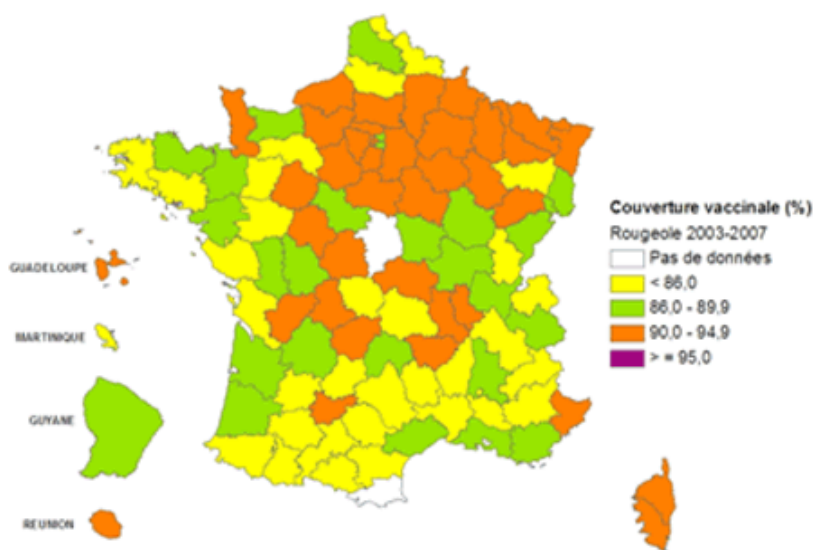 Couverture vaccinale (%)
Rougeole 2003-2007
Pas de données
< 86,0
86,0 - 89,9
90,0 - 94,9
> = 95,0
GUADELOUPE
MARTINIQUE
GUYANE
REUNION